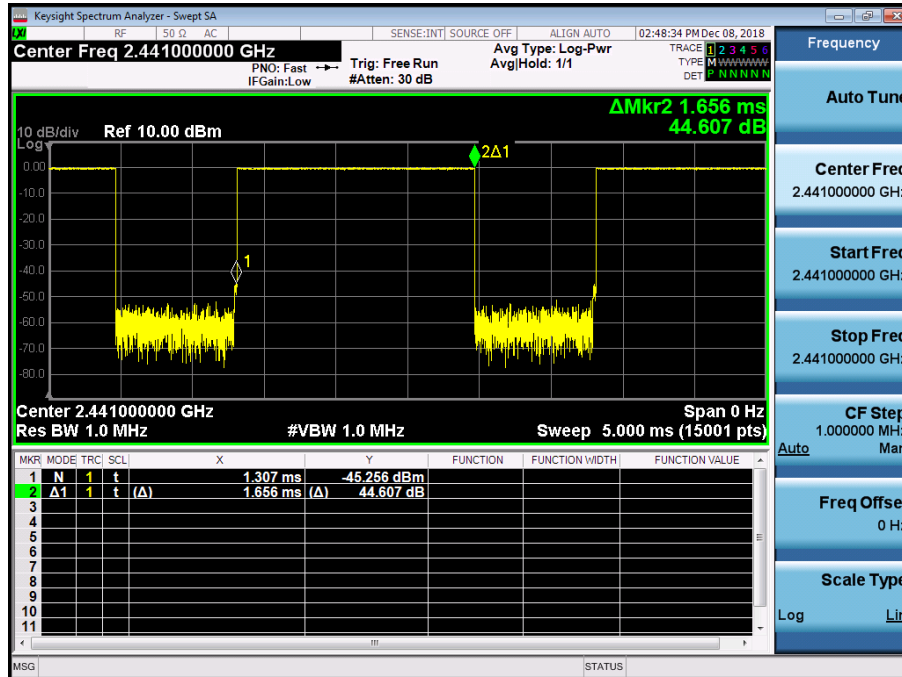 Keysight Spectrum Analyzer - Swept SA
LXI RF 50 Ω AC SENSE:INT SOURCE OFF ALIGN AUTO 02:48:34 PM Dec 08, 2018
Center Freq 2.441000000 GHz
PNO: Fast
IFGain:Low
Trig: Free Run
#Atten: 30 dB
Avg Type: Log-Pwr
Avg|Hold: 1/1
TRACE 1 2 3 4 5 6
TYPE M WWWWW
DET P N N N N N
ΔMkr2 1.656 ms
44.607 dB
10 dB/div Ref 10.00 dBm
Log
2Δ1
0.00
-10.0
-20.0
-30.0
-40.0
1
-50.0
-60.0
-70.0
-80.0
Center 2.441000000 GHz Span 0 Hz
Res BW 1.0 MHz #VBW 1.0 MHz Sweep 5.000 ms (15001 pts)
MKR MODE TRC SCL X Y FUNCTION FUNCTION WIDTH FUNCTION VALUE
1 N 1 t 1.307 ms -45.256 dBm
2 Δ1 1 t (Δ) 1.656 ms (Δ) 44.607 dB
3
4
5
6
7
8
9
10
11
MSG STATUS
Frequency
Auto Tune
Center Freq
2.441000000 GHz
Start Freq
2.441000000 GHz
Stop Freq
2.441000000 GHz
CF Step
1.000000 MHz
Auto Man
Freq Offset
0 Hz
Scale Type
Log Lin